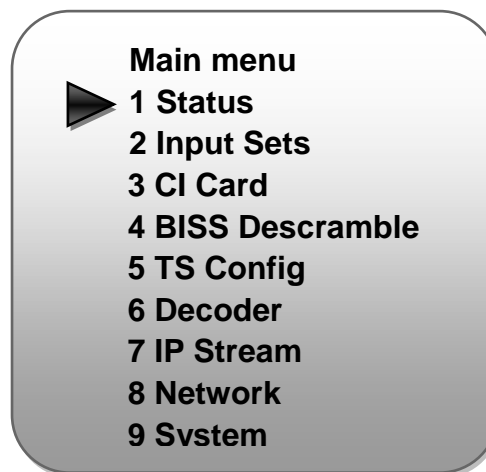 Main menu
1 Status
2 Input Sets
3 CI Card
4 BISS Descramble
5 TS Config
6 Decoder
7 IP Stream
8 Network
9 System